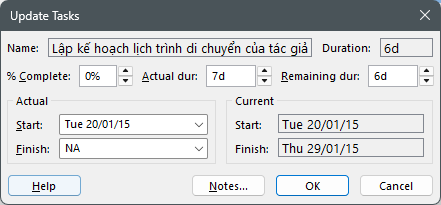 Update Tasks
Name: Lập kế hoạch lịch trình di chuyển của tác giả Duration: 6d
% Complete: 0% Actual dur: 7d Remaining dur: 6d
Actual Current
Start: Tue 20/01/15 Start: Tue 20/01/15
Finish: NA Finish: Thu 29/01/15
Help Notes... OK Cancel